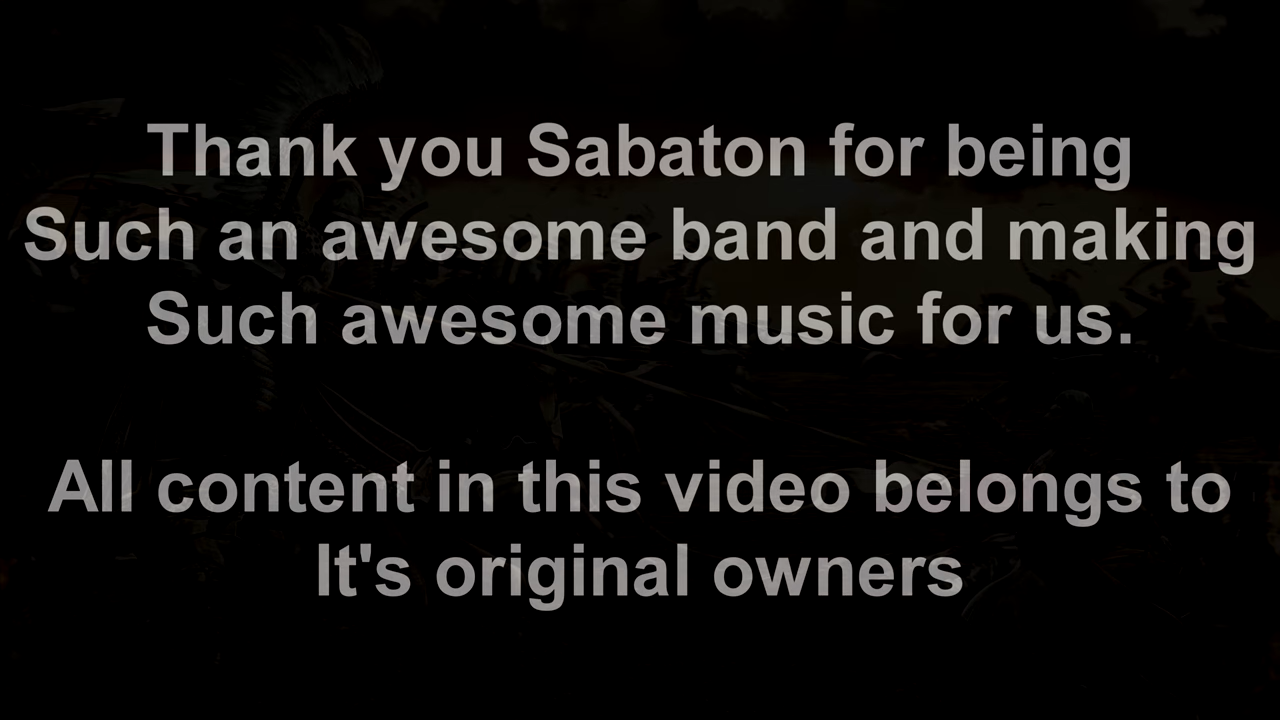 Thank you Sabaton for being
Such an awesome band and making
Such awesome music for us.
All content in this video belongs to
It's original owners